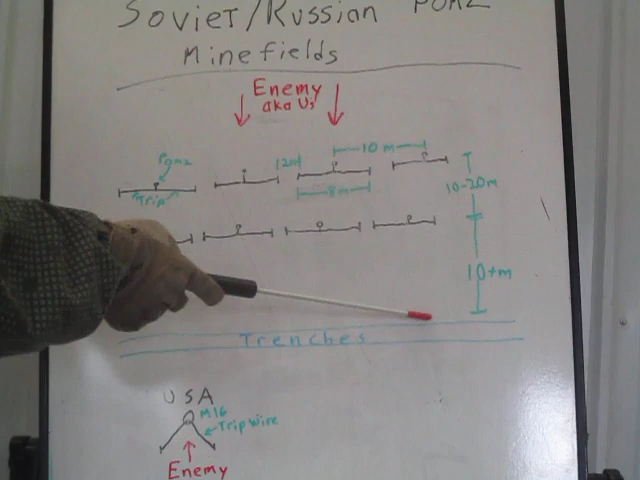 Soviet/Russian POMZ
Minefields
Enemy
aka Us
10m
12m
Pomz
Trip
8m
10-20m
10+m
Trenches
USA
M16
Trip wire
Enemy